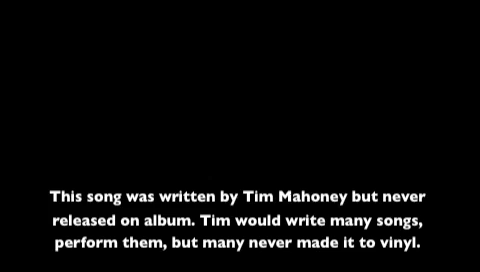 This song was written by Tim Mahoney but never
released on album. Tim would write many songs,
perform them, but many never made it to vinyl.